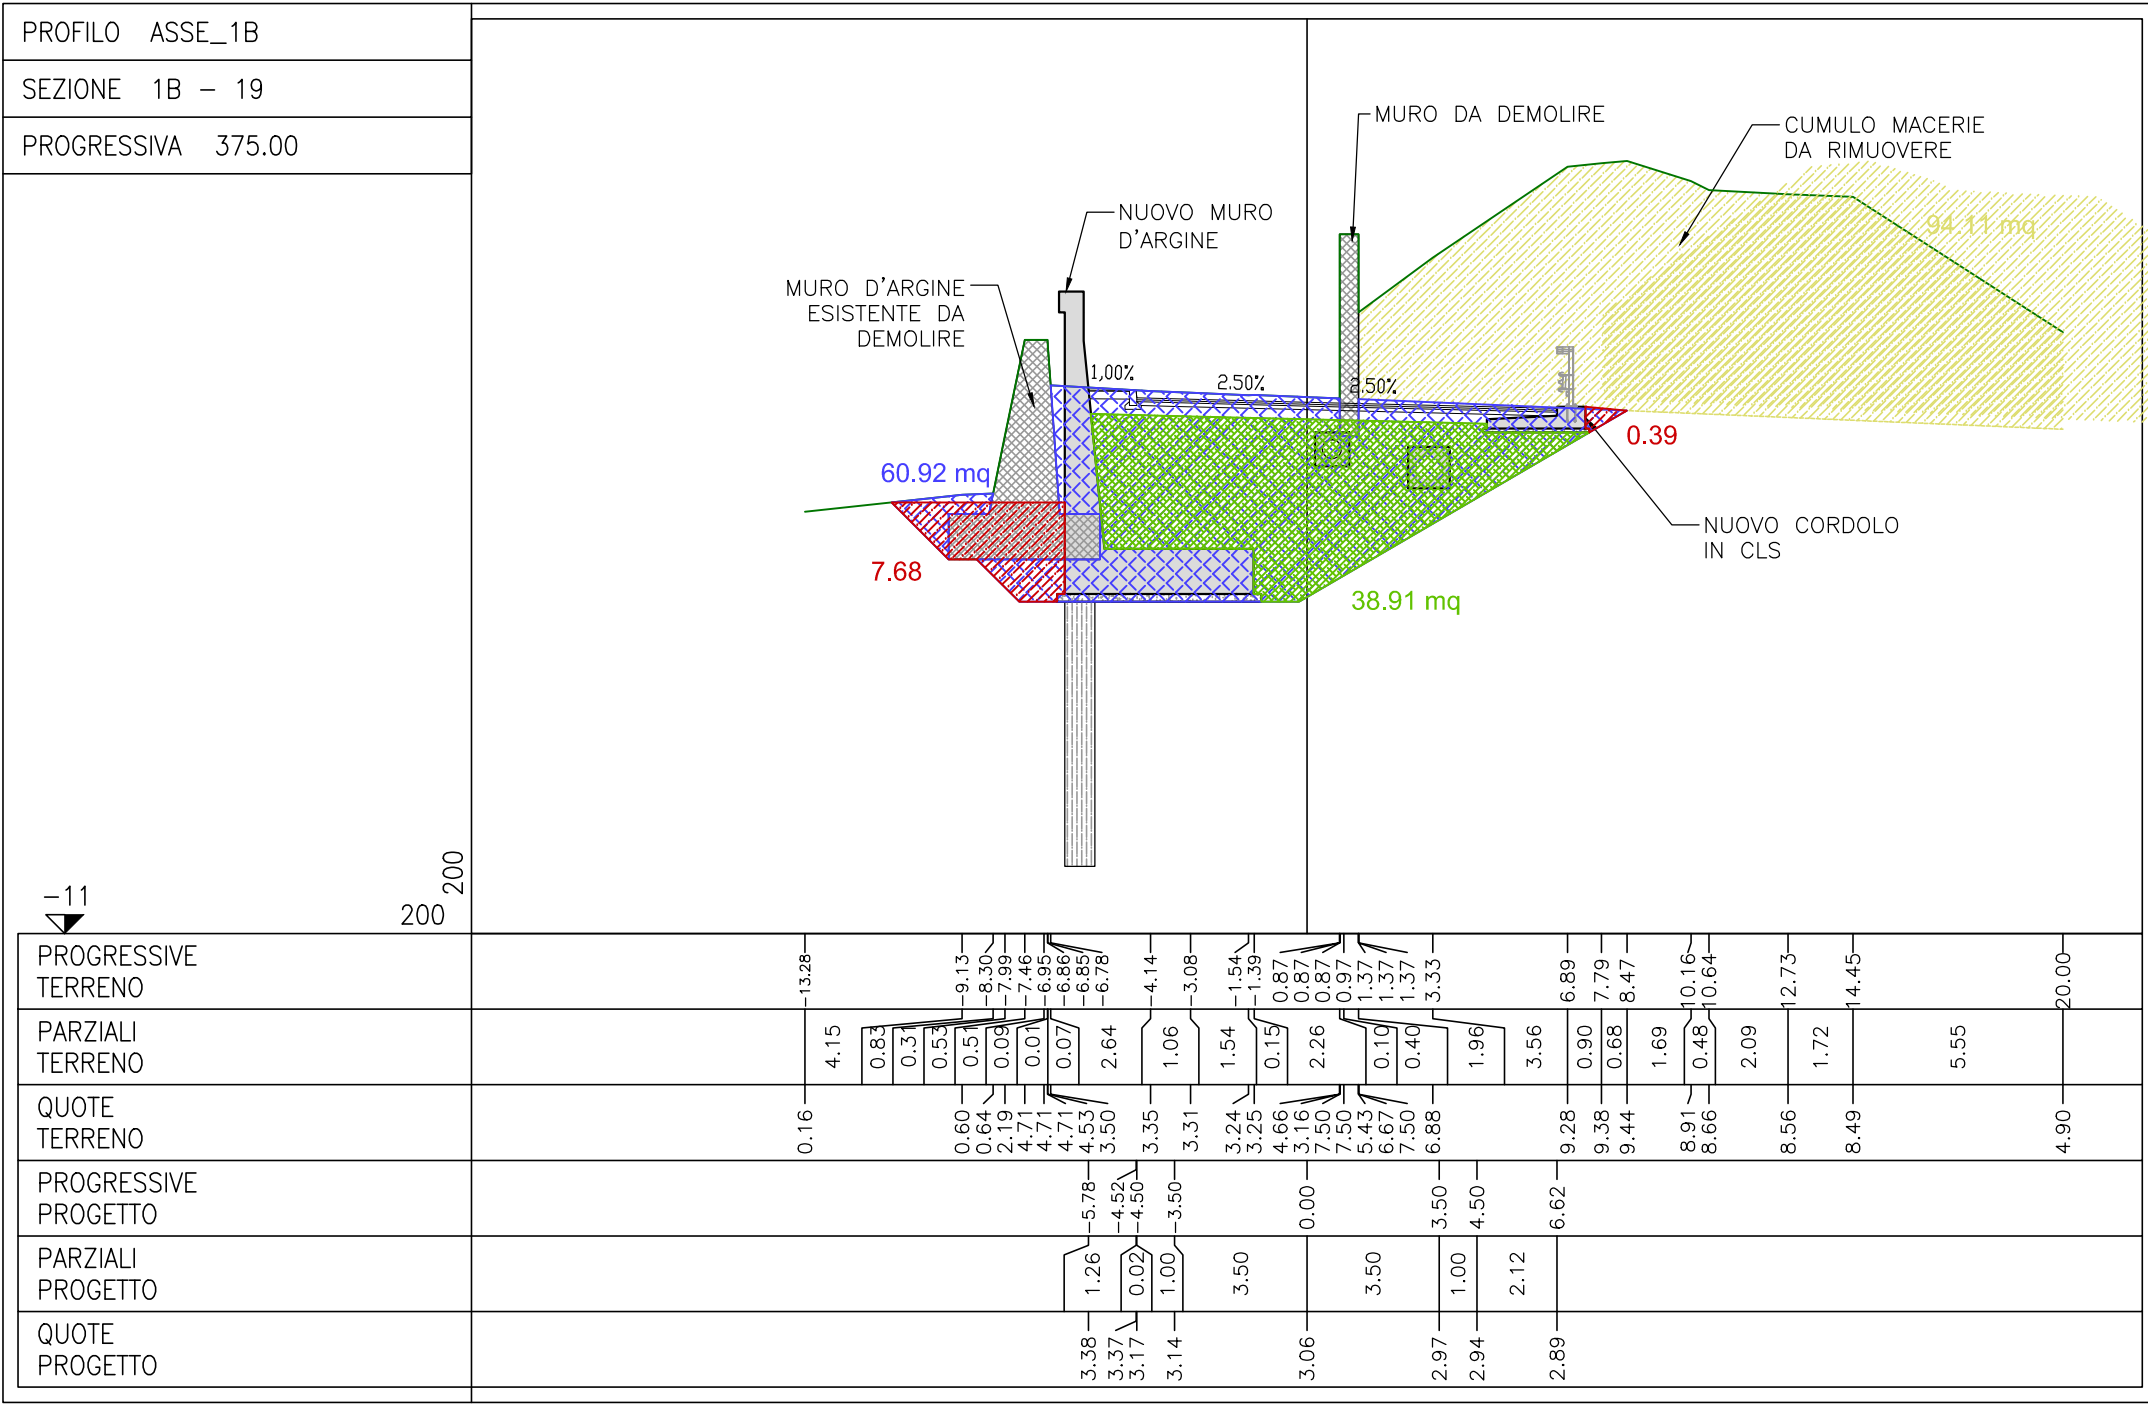 PROFILO ASSE_1B
SEZIONE 1B - 19
PROGRESSIVA 375.00
MURO DA DEMOLIRE
CUMULO MACERIE
DA RIMUOVERE
NUOVO MURO
D'ARGINE
94.11 mq
MURO D'ARGINE
ESISTENTE DA
DEMOLIRE
1,00%
2.50%
2.50%
0.39
60.92 mq
NUOVO CORDOLO
IN CLS
7.68
38.91 mq
-11
200
200
PROGRESSIVE
TERRENO
-13.28 -9.13 -8.30 -7.99 -7.46 -6.95 -6.86 -6.85 -6.78 -4.14 -3.08 -1.54 -1.39 0.87 0.87 0.87 0.97 1.37 1.37 1.37 3.33 6.89 7.79 8.47 10.16 10.64 12.73 14.45 20.00
PARZIALI
TERRENO
4.15 0.83 0.31 0.53 0.51 0.09 0.01 0.07 2.64 1.06 1.54 0.15 2.26 0.10 0.40 1.96 3.56 0.90 0.68 1.69 0.48 2.09 1.72 5.55
QUOTE
TERRENO
0.16 0.60 0.64 2.19 4.71 4.71 4.71 4.53 3.50 3.35 3.31 3.24 3.25 4.66 3.16 7.50 7.50 5.43 6.67 7.50 6.88 9.28 9.38 9.44 8.91 8.66 8.56 8.49 4.90
PROGRESSIVE
PROGETTO
-5.78 -4.52 -4.50 -3.50 0.00 3.50 4.50 6.62
PARZIALI
PROGETTO
1.26 0.02 1.00 3.50 3.50 1.00 2.12
QUOTE
PROGETTO
3.38 3.37 3.17 3.14 3.06 2.97 2.94 2.89